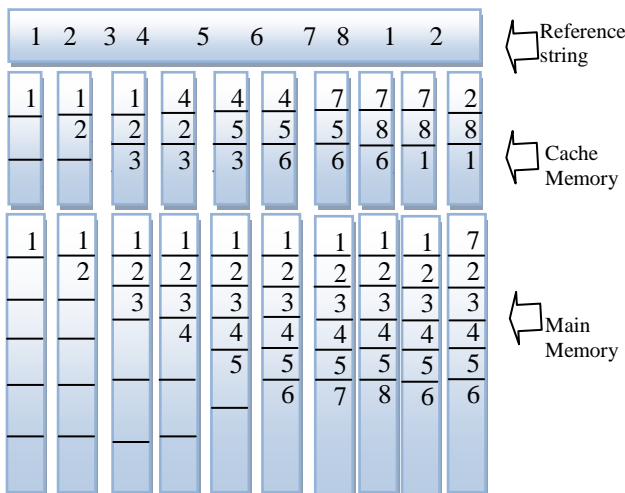 1 2 3 4 5 6 7 8 1 2
Reference
string
1 1 1 4 4 4 7 7 7 2
2 2 2 5 5 5 8 8 8
3 3 3 6 6 6 1 1
Cache
Memory
1 1 1 1 1 1 1 1 1 7
2 2 2 2 2 2 2 2 2
3 3 3 3 3 3 3 3
4 4 4 4 4 4 4
5 5 5 5 5 5
6 7 8 6 6
Main
Memory